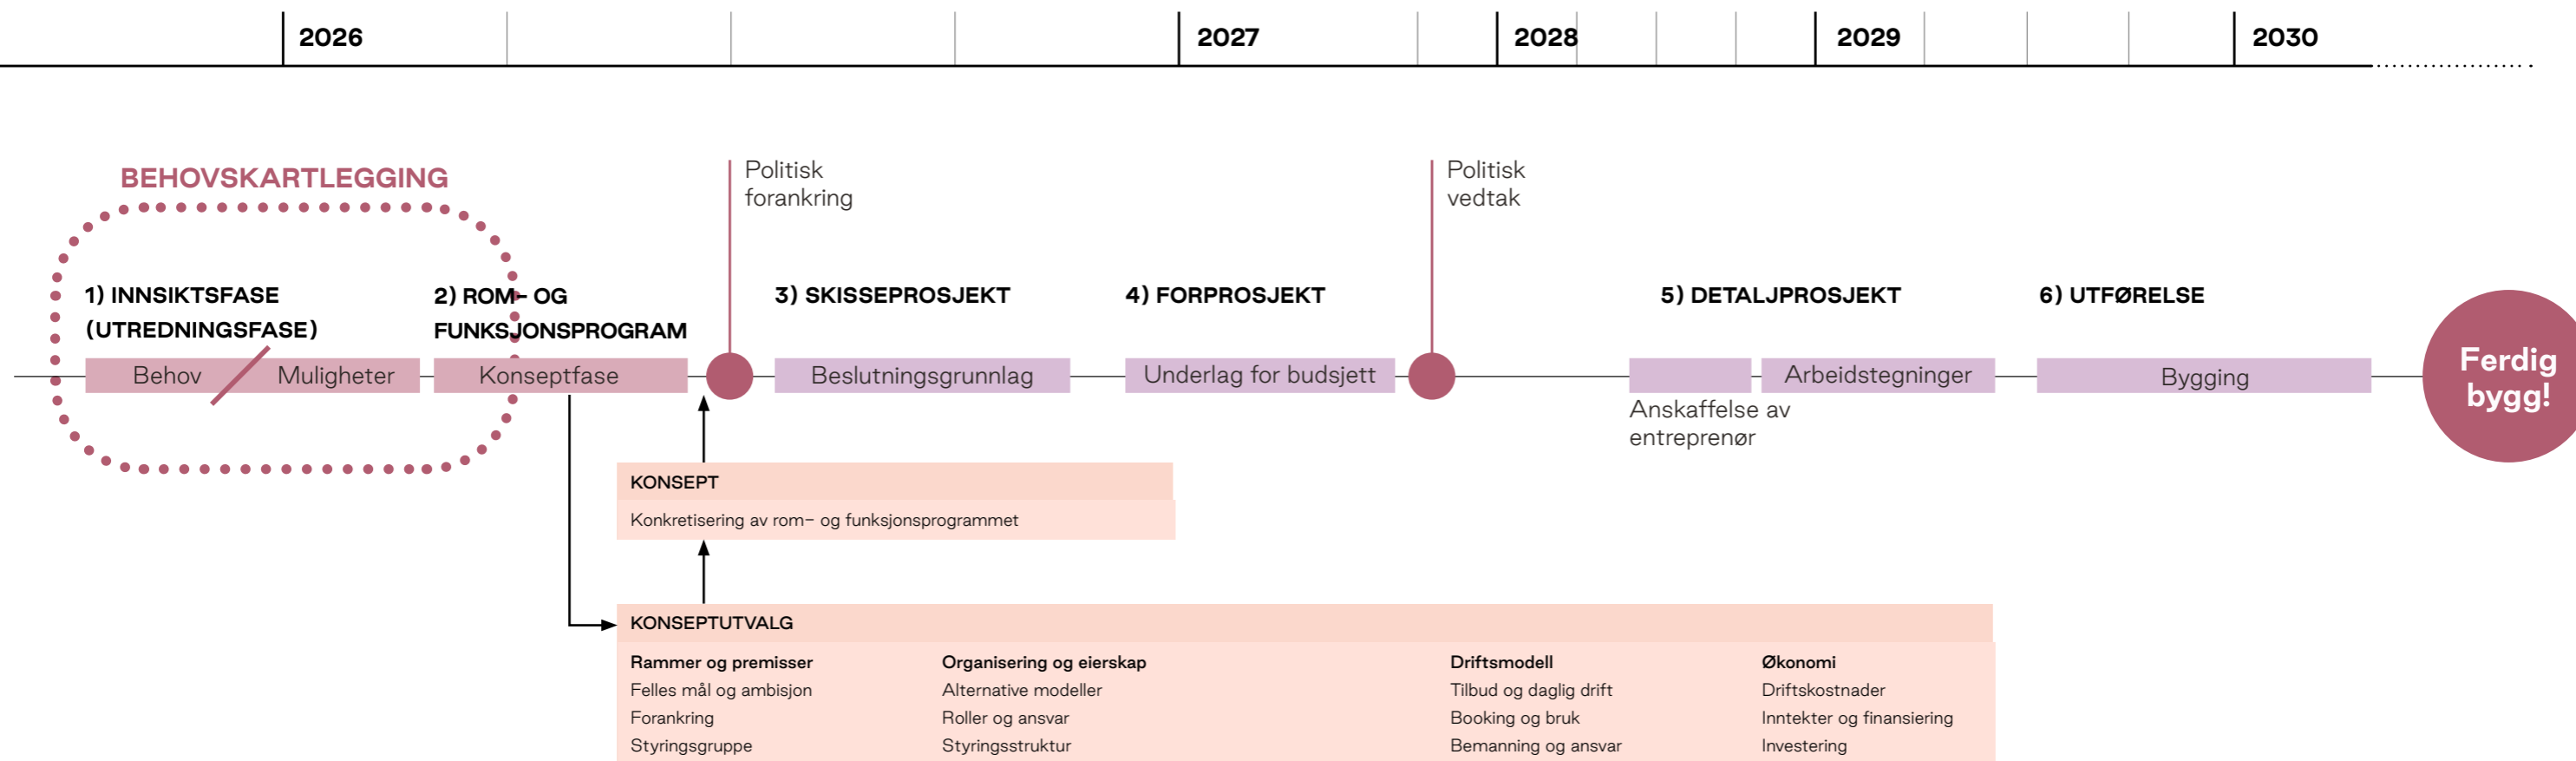 2026
2027
2028
2029
2030
BEHOVSKARTLEGGING
Politisk
forankring
Politisk
vedtak
1) INNSIKTSFASE
(UTREDNINGSFASE)
2) ROM- OG
FUNKSJONSPROGRAM
3) SKISSEPROSJEKT
4) FORPROSJEKT
5) DETALJPROSJEKT
6) UTFØRELSE
Behov
Muligheter
Konseptfase
Beslutningsgrunnlag
Underlag for budsjett
Arbeidstegninger
Bygging
Ferdig
bygg!
Anskaffelse av
entreprenør
KONSEPT
Konkretisering av rom- og funksjonsprogrammet
KONSEPTUTVALG
Rammer og premisser
Felles mål og ambisjon
Forankring
Styringsgruppe
Organisering og eierskap
Alternative modeller
Roller og ansvar
Styringsstruktur
Driftsmodell
Tilbud og daglig drift
Booking og bruk
Bemanning og ansvar
Økonomi
Driftskostnader
Inntekter og finansiering
Investering